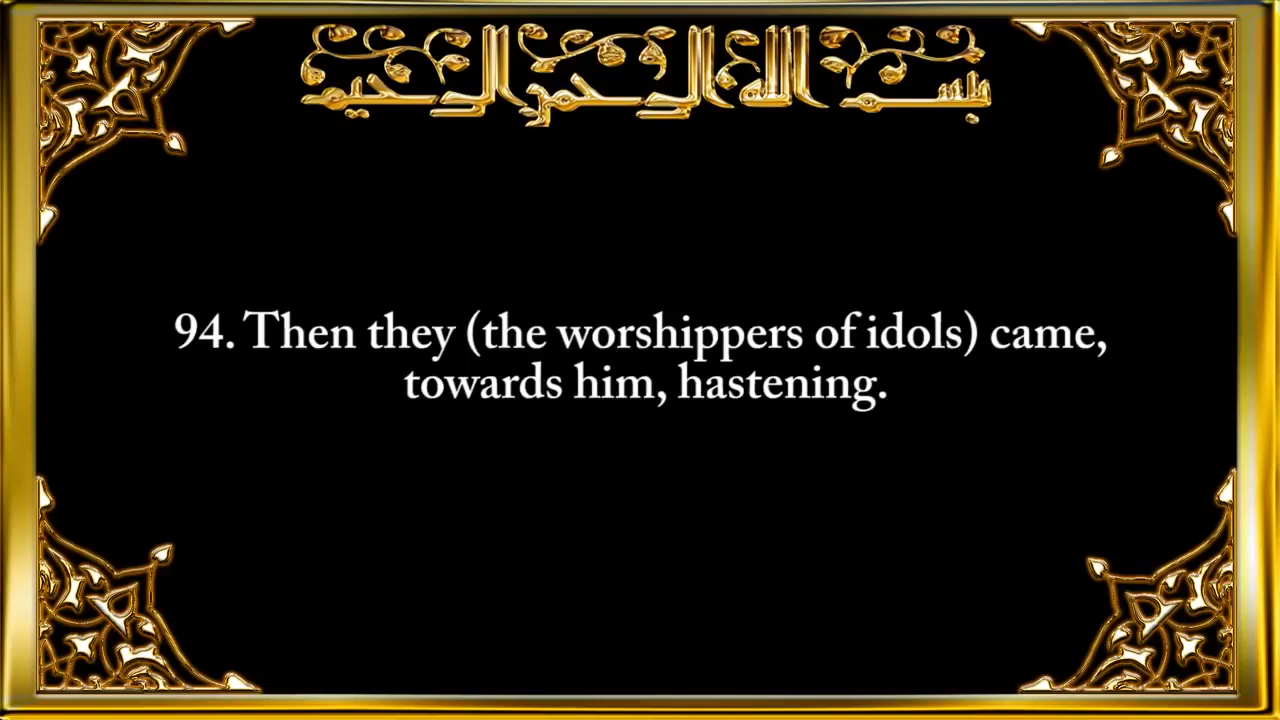 بسم الله الرحمن الرحيم
94. Then they (the worshippers of idols) came,
towards him, hastening.